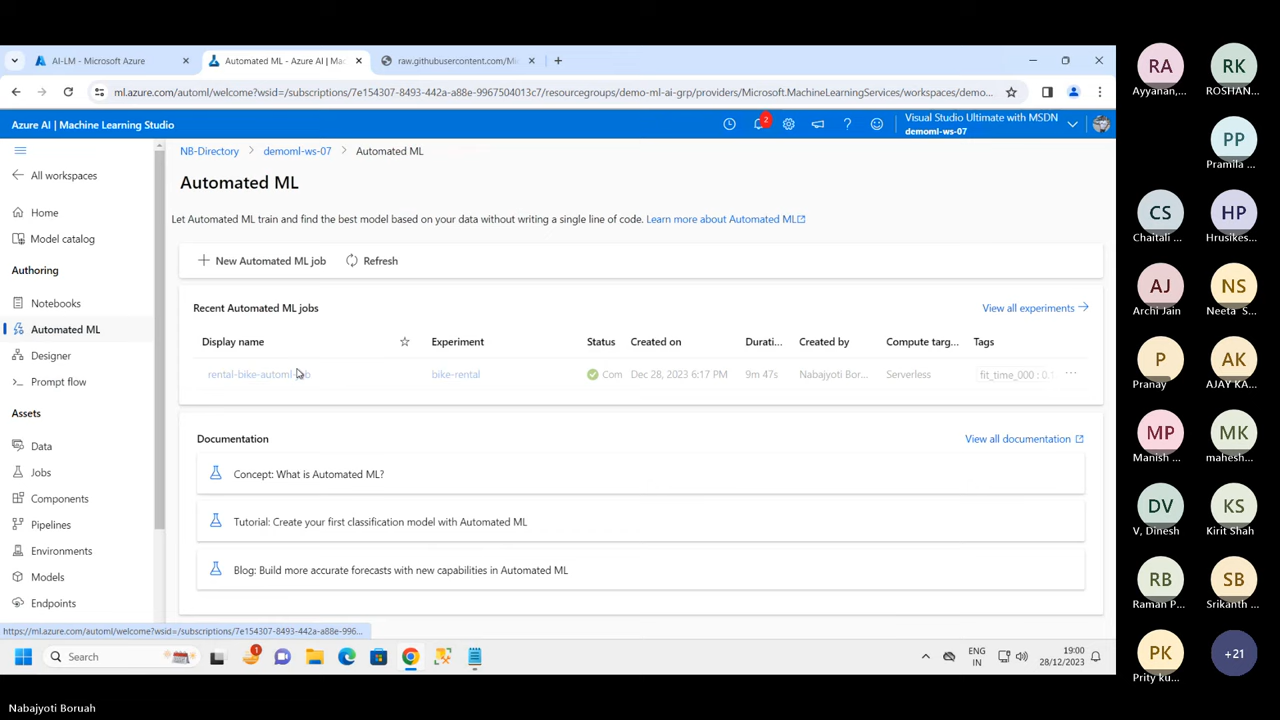 AI-LM - Microsoft Azure
Automated ML - Azure AI | Mac
raw.githubusercontent.com/Mi
ml.azure.com/automl/welcome?wsid=/subscriptions/7e154307-8493-442a-a88e-9967504013c7/resourcegroups/demo-ml-ai-grp/providers/Microsoft.MachineLearningServices/workspaces/demo...
Azure AI | Machine Learning Studio
2
Visual Studio Ultimate with MSDN
demoml-ws-07
All workspaces
Home
Model catalog
Authoring
Notebooks
Automated ML
Designer
Prompt flow
Assets
Data
Jobs
Components
Pipelines
Environments
Models
Endpoints
NB-Directory > demoml-ws-07 > Automated ML
Automated ML
Let Automated ML train and find the best model based on your data without writing a single line of code. Learn more about Automated ML
New Automated ML job Refresh
Recent Automated ML jobs View all experiments
Display name Experiment Status Created on Durati... Created by Compute targ... Tags
rental-bike-automl-job bike-rental Com Dec 28, 2023 6:17 PM 9m 47s Nabajyoti Bor... Serverless fit_time_000 : 0.1 ...
Documentation View all documentation
Concept: What is Automated ML?
Tutorial: Create your first classification model with Automated ML
Blog: Build more accurate forecasts with new capabilities in Automated ML
https://ml.azure.com/automl/welcome?wsid=/subscriptions/7e154307-8493-442a-a88e-996...
Search
1
ENG
IN
19:00
28/12/2023
Nabajyoti Boruah
RA
Ayyanan,...
RK
ROSHAN...
PP
Pramila ...
CS
Chaitali ...
HP
Hrusikes...
AJ
Archi Jain
NS
Neeta S...
P
Pranay
AK
AJAY KA...
MP
Manish ...
MK
mahesh...
DV
V, Dinesh
KS
Kirit Shah
RB
Raman P...
SB
Srikanth ...
PK
Prity ku...
+21